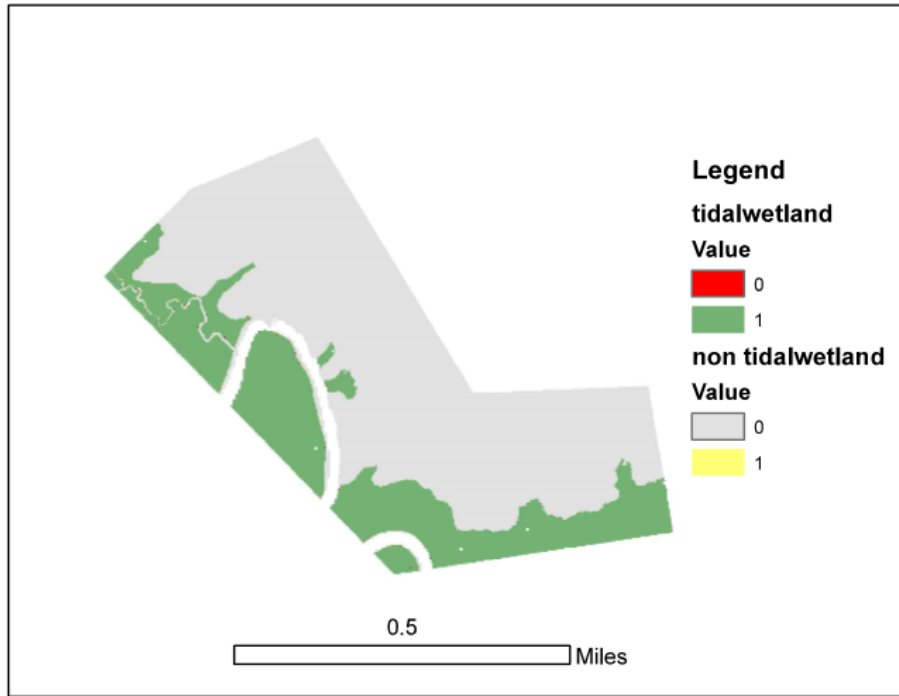 Legend
tidalwetland
Value
0
1
non tidalwetland
Value
0
1
0.5
Miles